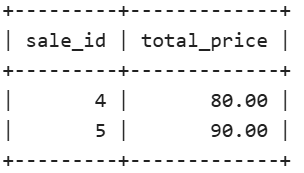 +---------+-------------+
| sale_id | total_price |
+---------+-------------+
|       4 |       80.00 |
|       5 |       90.00 |
+---------+-------------+